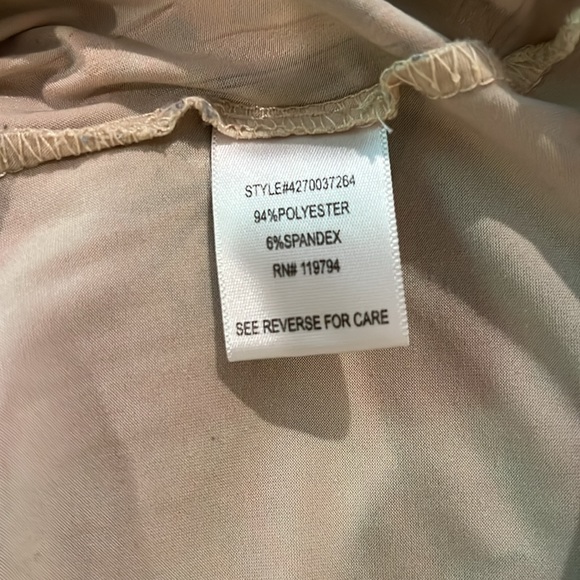 STYLE#4270037264
94%POLYESTER
6%SPANDEX
RN# 119794
SEE REVERSE FOR CARE